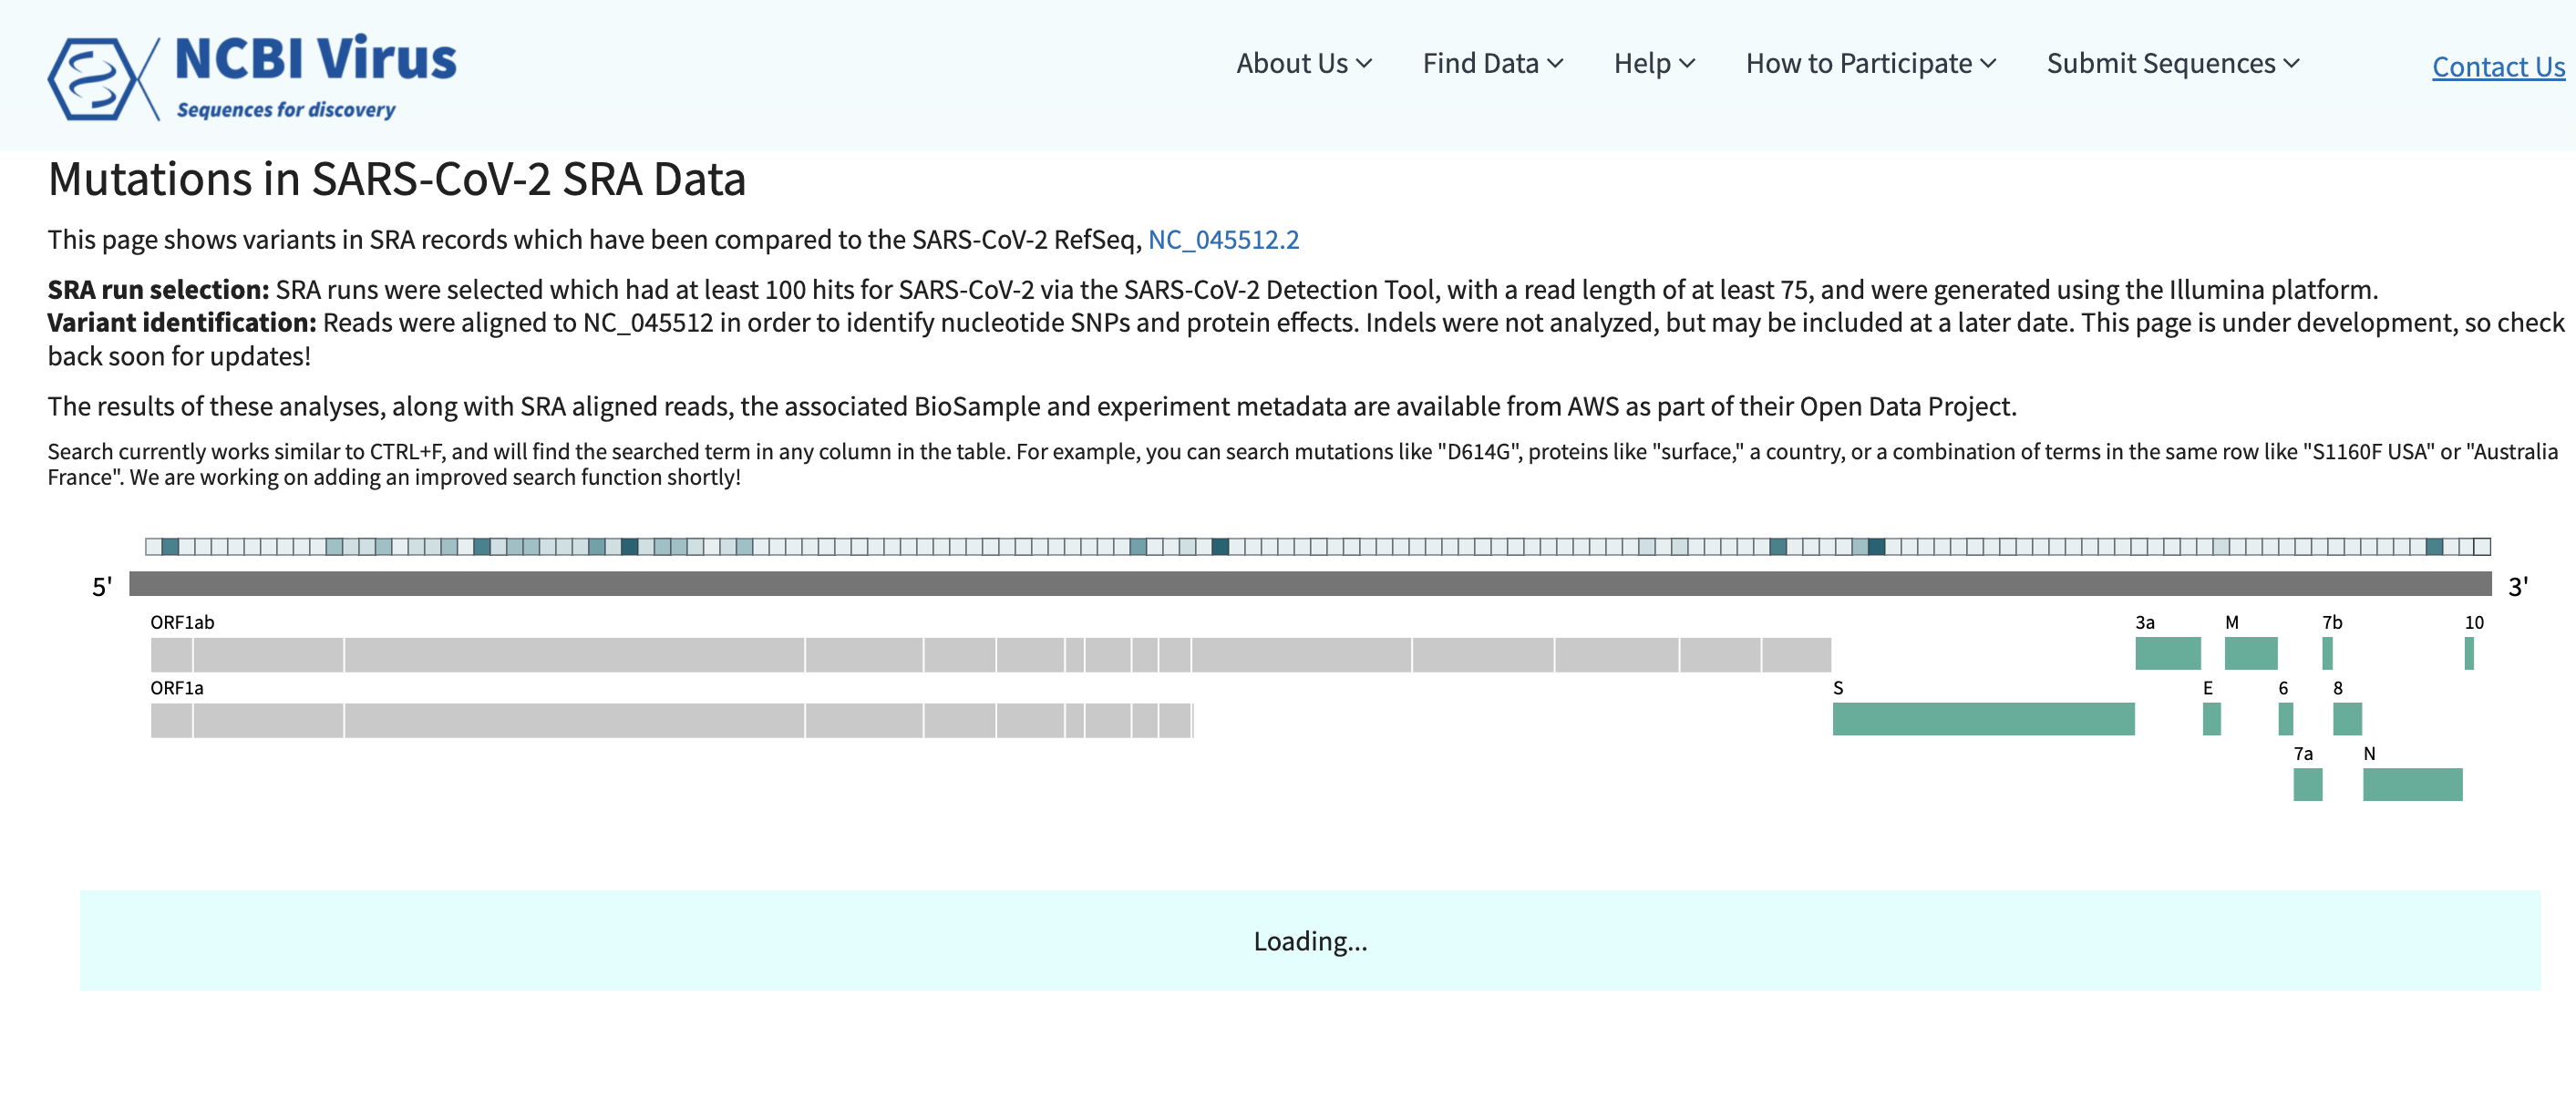 NCBI Virus
Sequences for discovery
About Us
Find Data
Help
How to Participate
Submit Sequences
Contact Us
Mutations in SARS-CoV-2 SRA Data
This page shows variants in SRA records which have been compared to the SARS-CoV-2 RefSeq, NC_045512.2
SRA run selection: SRA runs were selected which had at least 100 hits for SARS-CoV-2 via the SARS-CoV-2 Detection Tool, with a read length of at least 75, and were generated using the Illumina platform.
Variant identification: Reads were aligned to NC_045512 in order to identify nucleotide SNPs and protein effects. Indels were not analyzed, but may be included at a later date. This page is under development, so check
back soon for updates!
The results of these analyses, along with SRA aligned reads, the associated BioSample and experiment metadata are available from AWS as part of their Open Data Project.
Search currently works similar to CTRL+F, and will find the searched term in any column in the table. For example, you can search mutations like "D614G", proteins like "surface," a country, or a combination of terms in the same row like "S1160F USA" or "Australia
France". We are working on adding an improved search function shortly!
5'
3'
ORF1ab
3a
M
7b
10
ORF1a
S
E
6
8
7a
N
Loading...